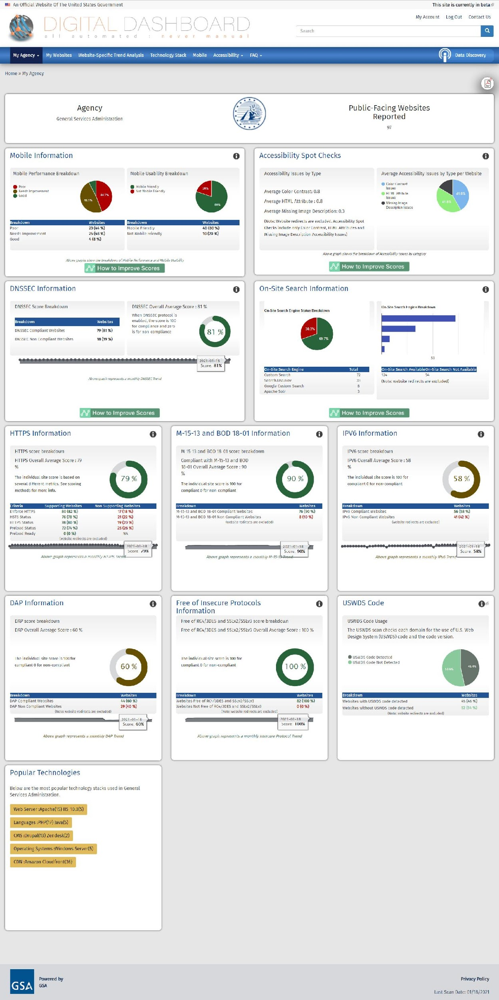 An Official Website Of The United States Government
This site is currently in beta
My Account Log Out Contact Us
DIGITAL DASHBOARD
all automated : never manual
Search
My Agency My Websites Website-Specific Trend Analysis Technology Stack Mobile Accessibility FAQ Data Discovery
Home » My Agency
Agency
General Services Administration
Public-Facing Websites
Reported
97
Mobile Information
Mobile Performance Breakdown
Poor
Needs Improvement
Good
44.2%
48.1%
Breakdown Websites
Poor 23 (44 %)
Needs Improvement 25 (48 %)
Good 4 (8 %)
Mobile Usability Breakdown
Mobile Friendly
Not Mobile Friendly
20%
80%
Breakdown Websites
Mobile Friendly 40 (80 %)
Not Mobile Friendly 10 (20 %)
Above graphs show the breakdown of Mobile Performance and Mobile Usability
How to Improve Scores
Accessibility Spot Checks
Accessibility Issues by Type
Average Color Contrast: 0.8
Average HTML Attribute : 0.8
Average Missing Image Description: 0.3
(Note: Website redirects are excluded. Accessibility Spot
Checks include only Color Contrast, HTML Attributes and
Missing Image Description Accessibility Issues)
Average Accessibility Issues by Type per Website
Color Contrast
Issues
HTML Attribute
Issues
Missing Image
Description Issues
41.8%
41.8%
Above graph shows the breakdown of Accessibility Issues by category
How to Improve Scores
DNSSEC Information
DNSSEC Score Breakdown
Breakdown Websites
DNSSEC Compliant Websites 79 (81 %)
DNSSEC Non Compliant Websites 18 (19 %)
DNSSEC Overall Average Score : 81 %
When DNSSEC protocol is
enabled, the score is 100
for compliance and zero
is for non-compliance
81 %
2021-01-18
Score: 81%
Above graph represents a monthly DNSSEC Trend
How to Improve Scores
On-Site Search Information
On-Site Search Engine Status Breakdown
30.3%
69.7%
On-Site Search Engine Total
Custom Search 72
Search.Usa.Gov 33
Google Custom Search 8
Apache Solr 3
On-Site Search Engine Breakdown
50
On-Site Search Available On-Site Search Not Available
124 54
(Note: website redirects are excluded)
How to Improve Scores
HTTPS Information
HTTPS score breakdown
HTTPS Overall Average Score : 79
%
The individual site score is based on
several different metrics. See scoring
methods for more info.
79 %
Criteria Supporting Websites Non Supporting Websites
Enforce HTTPS 80 (82 %) 17 (18 %)
HSTS Status 76 (78 %) 21 (22 %)
HTTPS Status 78 (80 %) 19 (20 %)
Preload Status 72 (74 %) 25 (26 %)
Preload Ready 0 (0 %) NA
(website redirects are excluded)
2021-01-18
Score: 79%
Above graph represents a monthly HTTPS Trend
M-15-13 and BOD 18-01 Information
M-15-13 and BOD 18-01 score breakdown
Compliant with M-15-13 and BOD
18-01 Overall Average Score : 90
%
The individual site score is 100 for
compliant 0 for non-compliant
90 %
Breakdown Websites
M-15-13 and BOD 18-01 Compliant Websites 76 (90 %)
M-15-13 and BOD 18-01 Non Compliant Websites 8 (10 %)
(website redirects are excluded)
2021-01-18
Score: 90%
Above graph represents a monthly M-15-13 Trend
IPV6 Information
IPV6 score breakdown
IPV6 Overall Average Score : 58
%
The individual site score is 100 for
compliant 0 for non-compliant
58 %
Breakdown Websites
IPv6 Compliant Websites 56 (58 %)
IPv6 Non Compliant Websites 41 (42 %)
(website redirects are excluded)
2021-01-18
Score: 58%
Above graph represents a monthly IPv6 Trend
DAP Information
DAP score breakdown
DAP Overall Average Score : 60 %
The individual site score is 100 for
compliant 0 for non-compliant
60 %
Breakdown Websites
DAP Compliant Websites 44 (60 %)
DAP Non Compliant Websites 29 (40 %)
(Note: website redirects are excluded)
2021-01-18
Score: 60%
Above graph represents a monthly DAP Trend
Free of Insecure Protocols
Information
Free of RC4/3DES and SSLv2/SSLv3 score breakdown
Free of RC4/3DES and SSLv2/SSLv3 Overall Average Score : 100 %
The individual site score is 100 for
compliant 0 for non-compliant
100 %
Breakdown Websites
Websites Free of RC4/3DES and SSLv2/SSLv3 82 (100 %)
Websites Not Free of RC4/3DES and SSLv2/SSLv3 0 (0 %)
(Note: website redirects are excluded)
2021-01-18
Score: 100%
Above graph represents a monthly Insecure Protocol Trend
USWDS Code
USWDS Code Usage
The USWDS scan checks each domain for the use of U.S. Web
Design System (USWDS) code and the code version.
USWDS Code Detected
USWDS Code Not Detected
53.6%
46.4%
Breakdown Websites
Websites with USWDS code detected 45 (46 %)
Websites without USWDS code detected 52 (54 %)
(Note: website redirects are excluded)
Popular Technologies
Below are the most popular technology stacks used in General
Services Administration.
Web Server :Apache(15) IIS 10.0(5)
Languages :PHP(17) Java(5)
CMS :Drupal(13) Zendesk(2)
Operating Systems :Windows Server(5)
CDN :Amazon Cloudfront(36)
GSA
Powered by
GSA
Privacy Policy
Last Scan Date: 01/18/2021